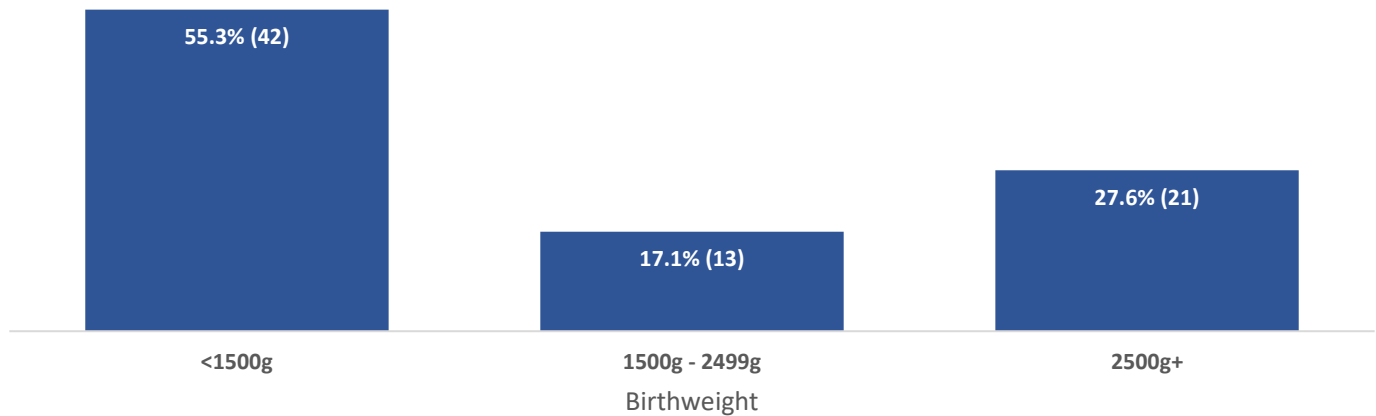 55.3% (42)
17.1% (13)
27.6% (21)
<1500g
1500g - 2499g
2500g+
Birthweight